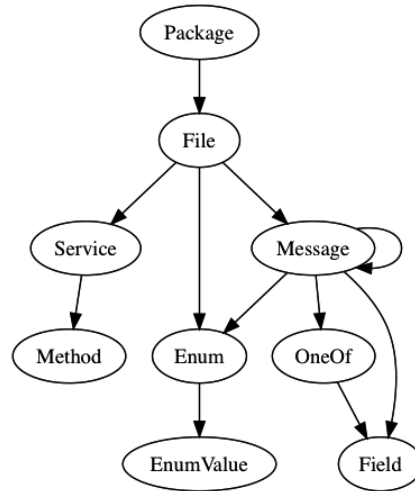 Package
File
Service
Message
Method
Enum
OneOf
EnumValue
Field